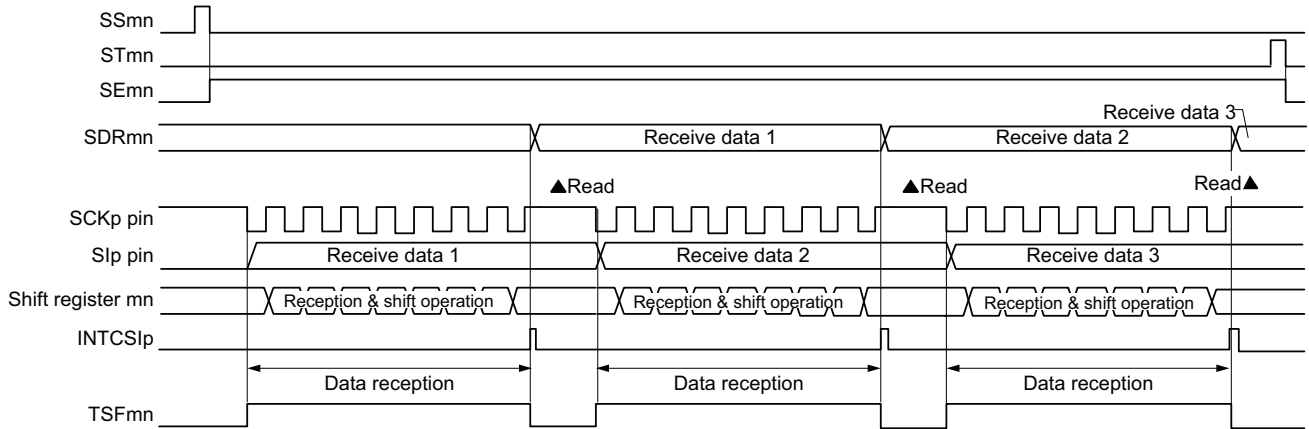 SSmn
STmn
SEmn
Receive data 3
SDRmn
Receive data 1
Receive data 2
▲Read
▲Read
Read▲
SCKp pin
SIp pin
Receive data 1
Receive data 2
Receive data 3
Shift register mn
Reception & shift operation
Reception & shift operation
Reception & shift operation
INTCSIp
Data reception
Data reception
Data reception
TSFmn